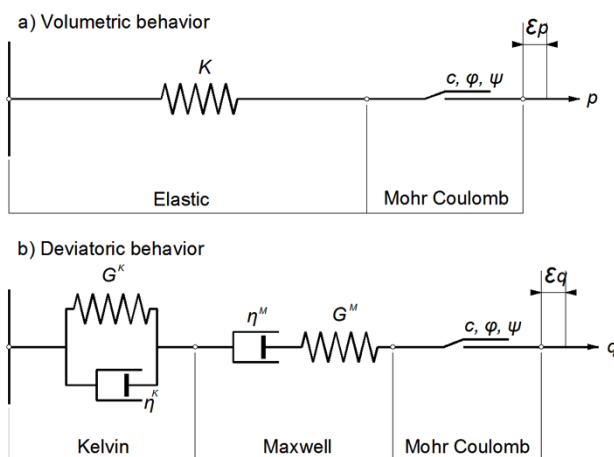 a) Volumetric behavior
εp
K
c, φ, ψ
p
Elastic
Mohr Coulomb
b) Deviatoric behavior
G^K
εq
η^M
G^M
c, φ, ψ
q
η^K
Kelvin
Maxwell
Mohr Coulomb